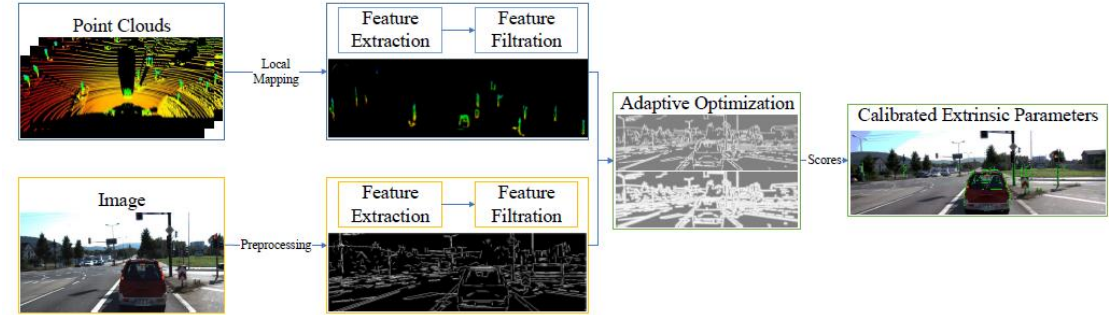 Point Clouds
Local
Mapping
Feature
Extraction
Feature
Filtration
Image
Preprocessing
Feature
Extraction
Feature
Filtration
Adaptive Optimization
Scores
Calibrated Extrinsic Parameters